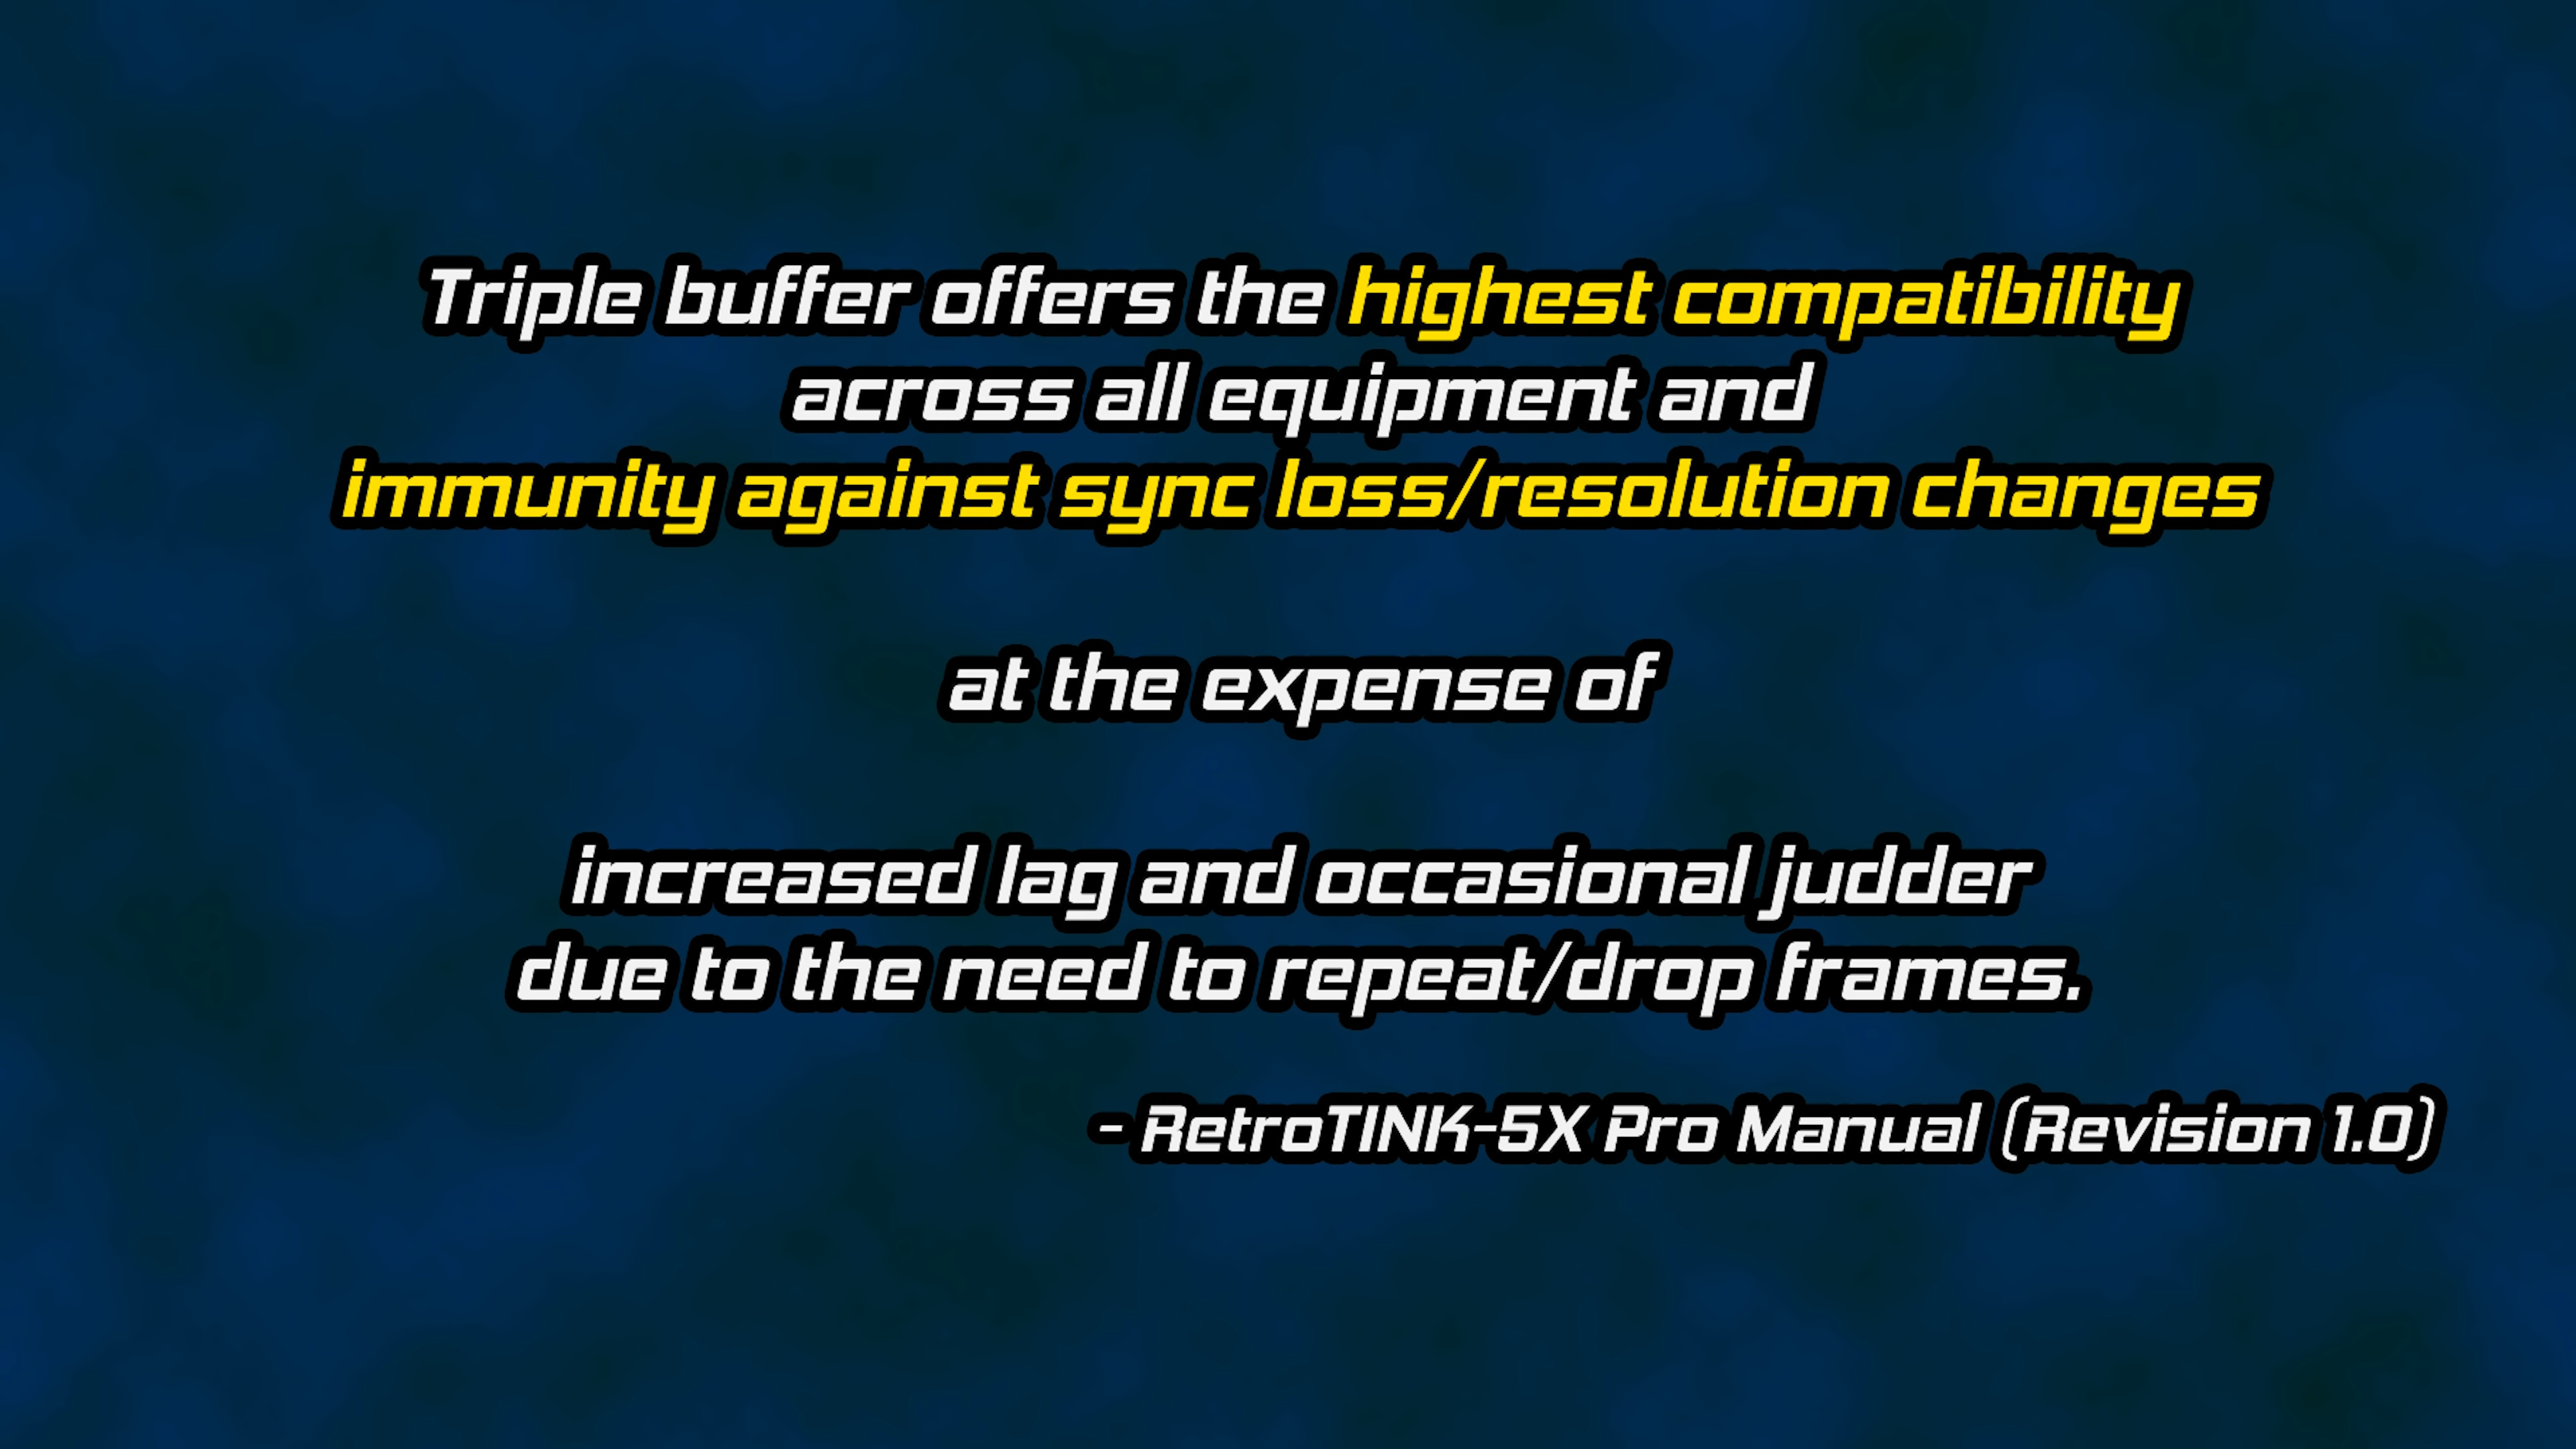 Triple buffer offers the highest compatibility
across all equipment and
immunity against sync loss/resolution changes
at the expense of
increased lag and occasional judder
due to the need to repeat/drop frames.
- RetroTINK-5X Pro Manual (Revision 1.0)